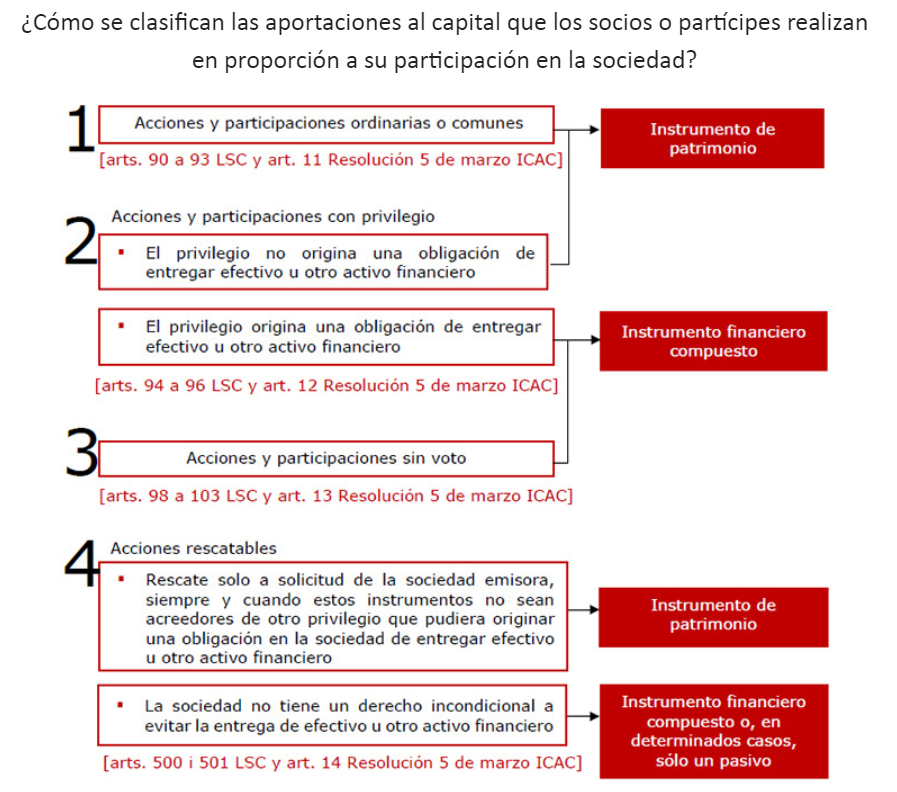 ¿Cómo se clasifican las aportaciones al capital que los socios o partícipes realizan
en proporción a su participación en la sociedad?
1
Acciones y participaciones ordinarias o comunes
[arts. 90 a 93 LSC y art. 11 Resolución 5 de marzo ICAC]
Instrumento de
patrimonio
2
Acciones y participaciones con privilegio
▪ El privilegio no origina una obligación de
entregar efectivo u otro activo financiero
▪ El privilegio origina una obligación de entregar
efectivo u otro activo financiero
[arts. 94 a 96 LSC y art. 12 Resolución 5 de marzo ICAC]
Instrumento financiero
compuesto
3
Acciones y participaciones sin voto
[arts. 98 a 103 LSC y art. 13 Resolución 5 de marzo ICAC]
4
Acciones rescatables
▪ Rescate solo a solicitud de la sociedad emisora,
siempre y cuando estos instrumentos no sean
acreedores de otro privilegio que pudiera originar
una obligación en la sociedad de entregar efectivo
u otro activo financiero
Instrumento de
patrimonio
▪ La sociedad no tiene un derecho incondicional a
evitar la entrega de efectivo u otro activo financiero
[arts. 500 i 501 LSC y art. 14 Resolución 5 de marzo ICAC]
Instrumento financiero
compuesto o, en
determinados casos,
sólo un pasivo